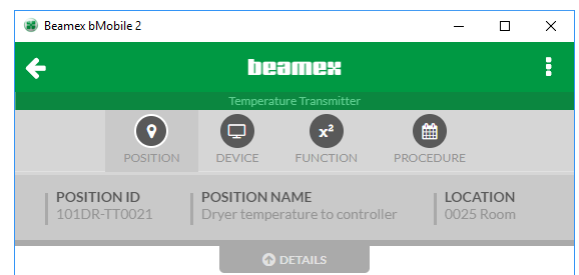 Beamex bMobile 2
beamex
Temperature Transmitter
x²
POSITION DEVICE FUNCTION PROCEDURE
POSITION ID POSITION NAME LOCATION
101DR-TT0021 Dryer temperature to controller 0025 Room
DETAILS